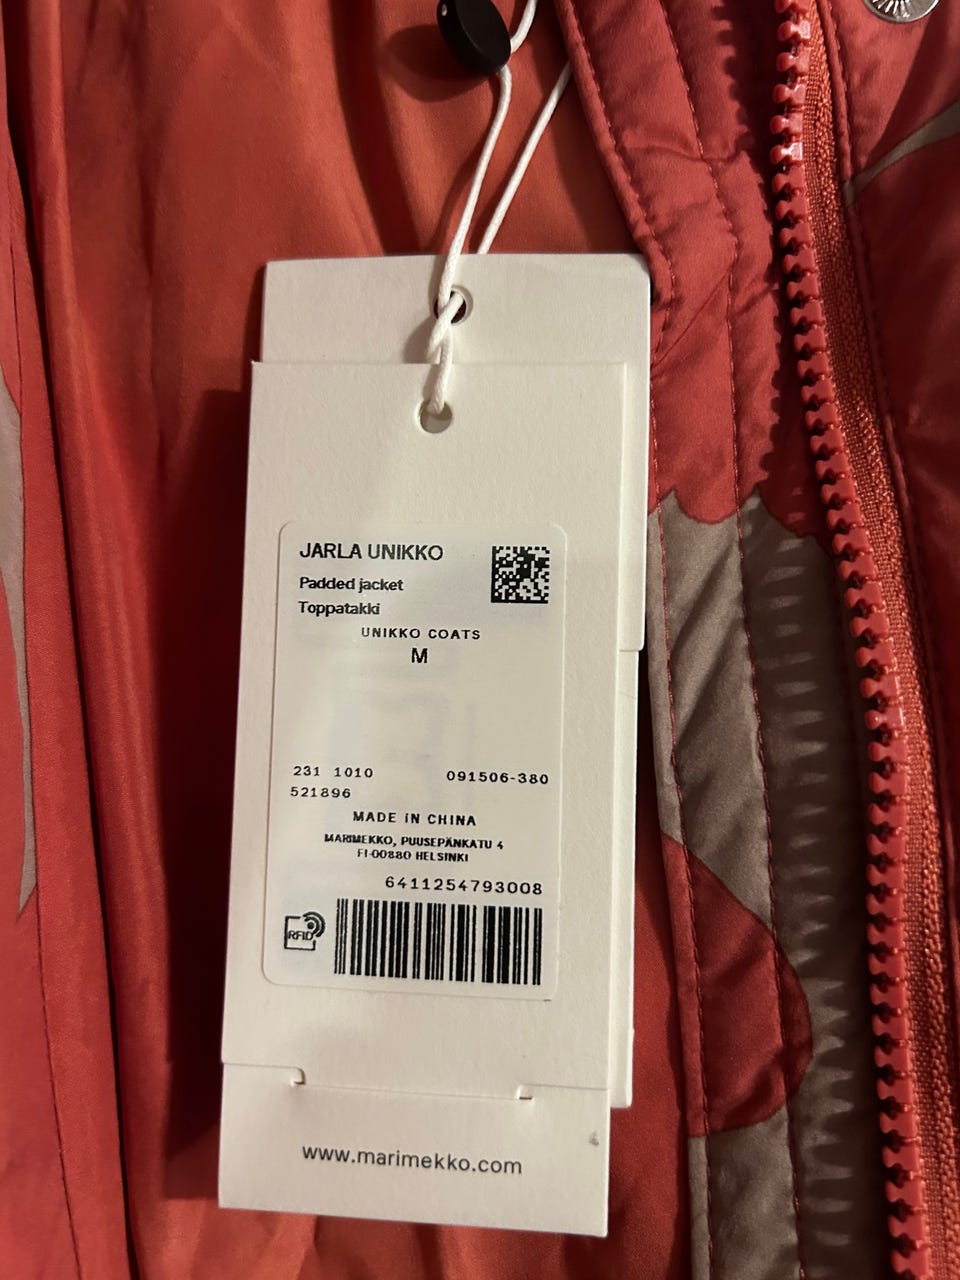 JARLA UNIKKO
Padded jacket
Toppatakki
UNIKKO COATS
M
231 1010 091506-380
521896
MADE IN CHINA
MARIMEKKO, PUUSEPÄNKATU 4
FI-00880 HELSINKI
6411254793008
RFID
www.marimekko.com